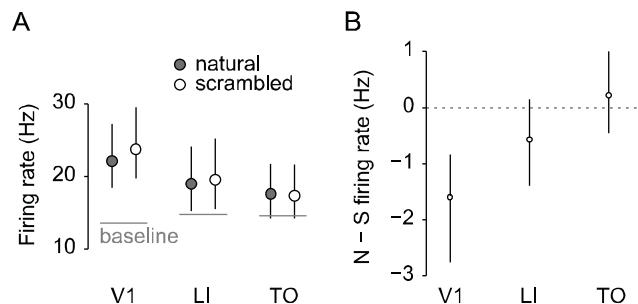 A
natural
scrambled
Firing rate (Hz)
30
20
10
baseline
V1
LI
TO
B
N – S firing rate (Hz)
1
0
−1
−2
−3
V1
LI
TO